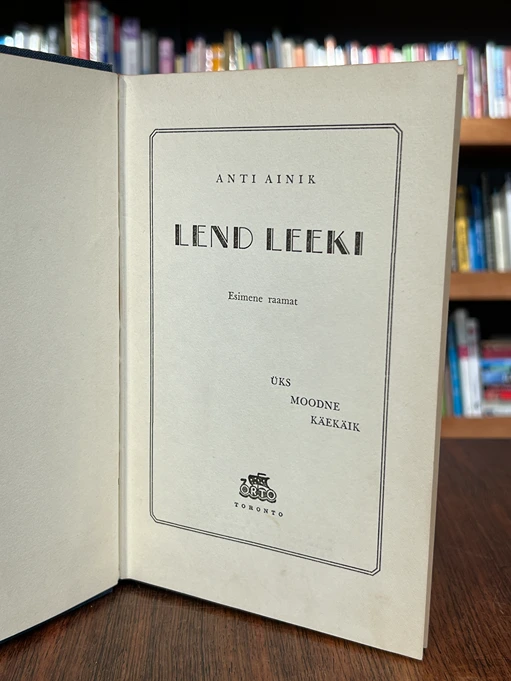 ANTI AINIK
LEND LEEKI
Esimene raamat
ÜKS
MOODNE
KÄEKÄIK
ORTO
TORONTO